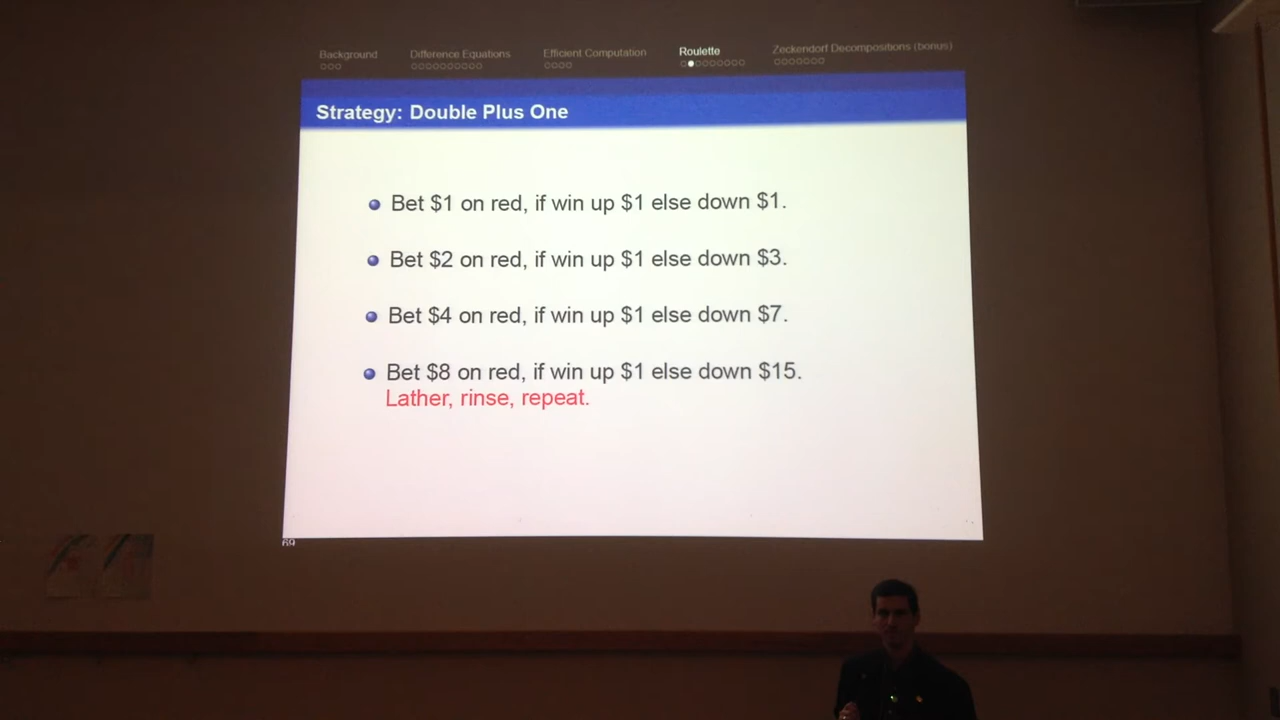 Background Difference Equations Efficient Computation Roulette Zeckendorf Decompositions (bonus)
Strategy: Double Plus One
Bet $1 on red, if win up $1 else down $1.
Bet $2 on red, if win up $1 else down $3.
Bet $4 on red, if win up $1 else down $7.
Bet $8 on red, if win up $1 else down $15.
Lather, rinse, repeat.
69